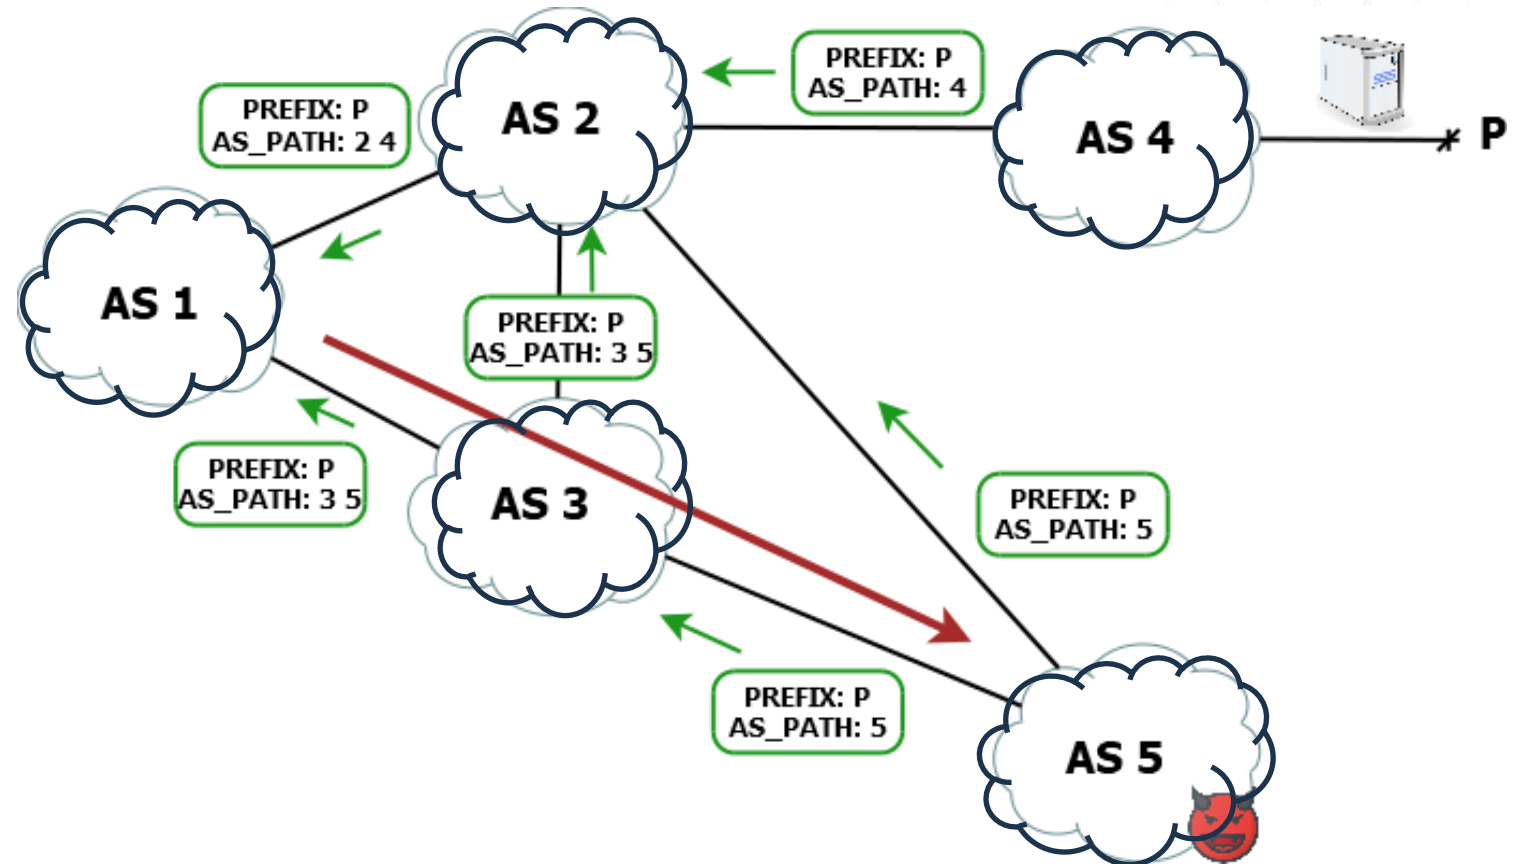 PREFIX: P
AS_PATH: 4
AS 2
AS 4
P
PREFIX: P
AS_PATH: 2 4
AS 1
PREFIX: P
AS_PATH: 3 5
PREFIX: P
AS_PATH: 3 5
AS 3
PREFIX: P
AS_PATH: 5
PREFIX: P
AS_PATH: 5
AS 5